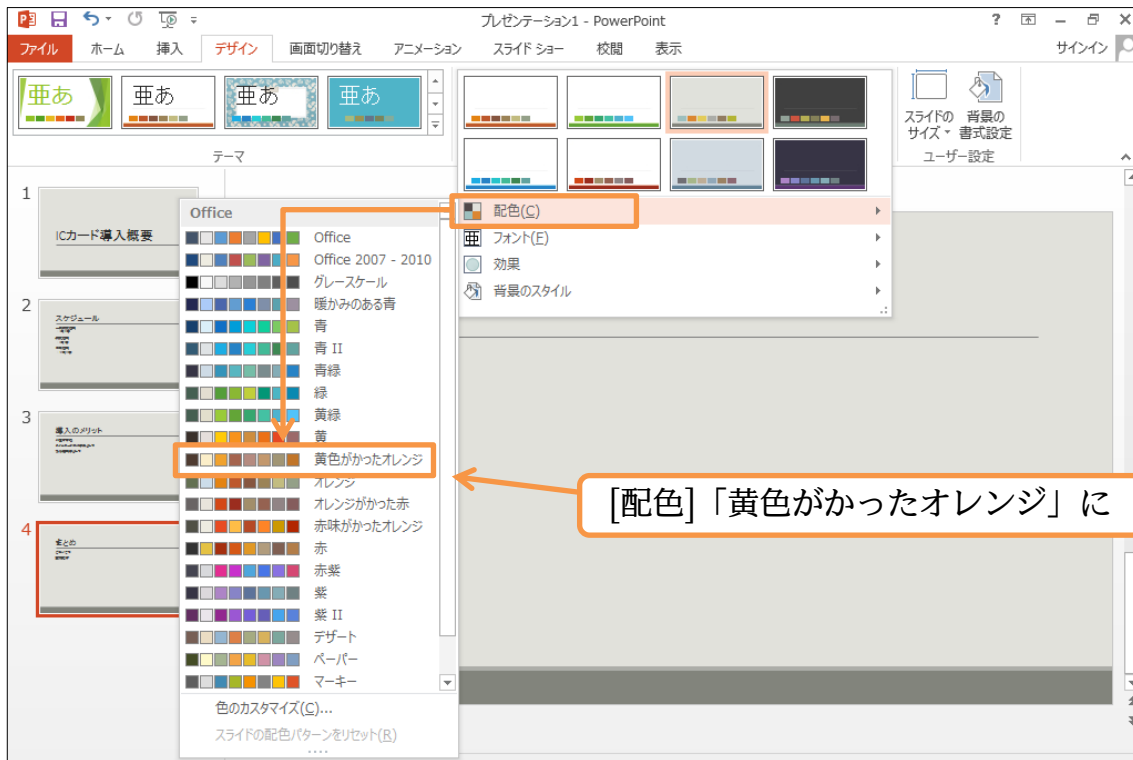 プレゼンテーション1 - PowerPoint
ファイル ホーム 挿入 デザイン 画面切り替え アニメーション スライド ショー 校閲 表示 サインイン
亜あ 亜あ 亜あ 亜あ
テーマ
スライドの
サイズ
背景の
書式設定
ユーザー設定
配色(C)
フォント(F)
効果
背景のスタイル
1
ICカード導入概要
2
スケジュール
3
導入のメリット
4
まとめ
Office
Office
Office 2007 - 2010
グレースケール
暖かみのある青
青
青 II
青緑
緑
黄緑
黄
黄色がかったオレンジ
オレンジ
オレンジがかった赤
赤味がかったオレンジ
赤
赤紫
紫
紫 II
デザート
ペーパー
マーキー
色のカスタマイズ(C)...
スライドの配色パターンをリセット(R)
[配色]「黄色がかったオレンジ」に